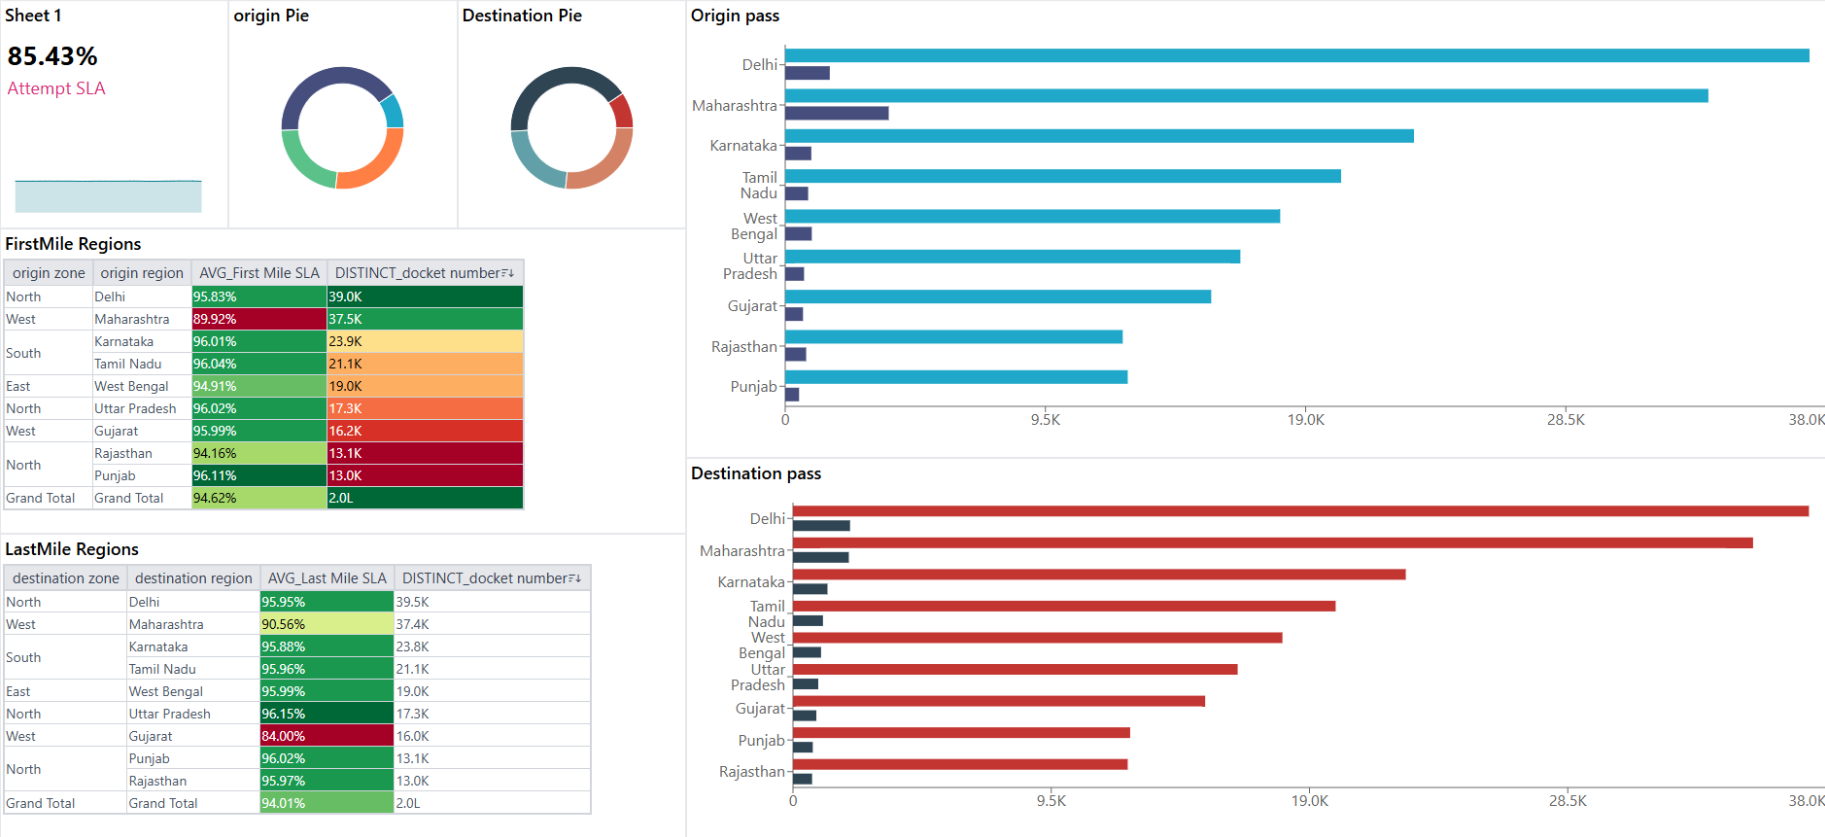 Sheet 1
85.43%
Attempt SLA
origin Pie
Destination Pie
FirstMile Regions
origin zone origin region AVG_First Mile SLA DISTINCT_docket number
North Delhi 95.83% 39.0K
West Maharashtra 89.92% 37.5K
South Karnataka 96.01% 23.9K
Tamil Nadu 96.04% 21.1K
East West Bengal 94.91% 19.0K
North Uttar Pradesh 96.02% 17.3K
West Gujarat 95.99% 16.2K
North Rajasthan 94.16% 13.1K
Punjab 96.11% 13.0K
Grand Total Grand Total 94.62% 2.0L
LastMile Regions
destination zone destination region AVG_Last Mile SLA DISTINCT_docket number
North Delhi 95.95% 39.5K
West Maharashtra 90.56% 37.4K
South Karnataka 95.88% 23.8K
Tamil Nadu 95.96% 21.1K
East West Bengal 95.99% 19.0K
North Uttar Pradesh 96.15% 17.3K
West Gujarat 84.00% 16.0K
North Punjab 96.02% 13.1K
Rajasthan 95.97% 13.0K
Grand Total Grand Total 94.01% 2.0L
Origin pass
Delhi
Maharashtra
Karnataka
Tamil
Nadu
West
Bengal
Uttar
Pradesh
Gujarat
Rajasthan
Punjab
0 9.5K 19.0K 28.5K 38.0K
Destination pass
Delhi
Maharashtra
Karnataka
Tamil
Nadu
West
Bengal
Uttar
Pradesh
Gujarat
Punjab
Rajasthan
0 9.5K 19.0K 28.5K 38.0K